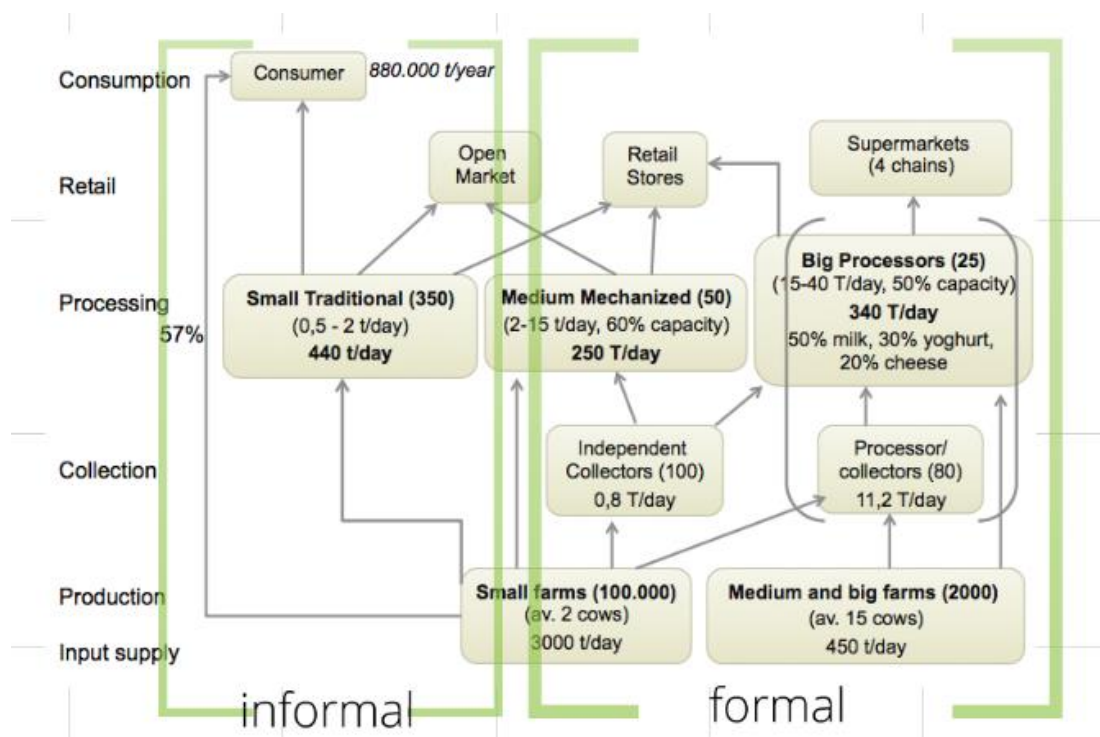 Consumption
Consumer
880.000 t/year
Retail
Open
Market
Retail
Stores
Supermarkets
(4 chains)
Processing
57%
Small Traditional (350)
(0,5 - 2 t/day)
440 t/day
Medium Mechanized (50)
(2-15 t/day, 60% capacity)
250 T/day
Big Processors (25)
(15-40 T/day, 50% capacity)
340 T/day
50% milk, 30% yoghurt,
20% cheese
Collection
Independent
Collectors (100)
0,8 T/day
Processor/
collectors (80)
11,2 T/day
Production
Input supply
Small farms (100.000)
(av. 2 cows)
3000 t/day
Medium and big farms (2000)
(av. 15 cows)
450 t/day
informal
formal